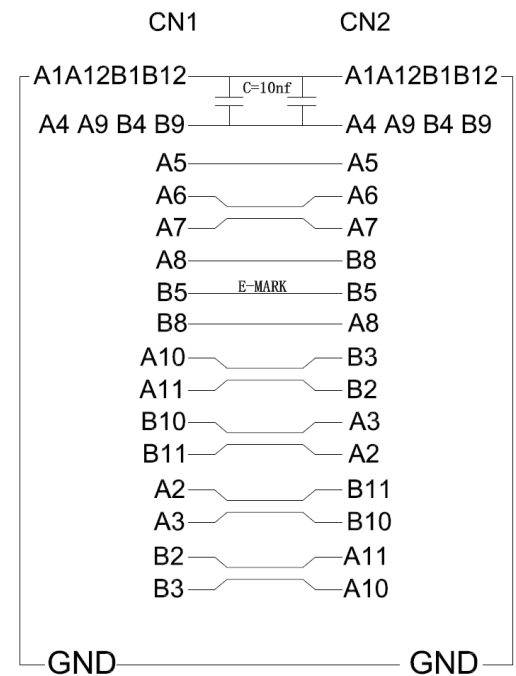 CN1 CN2
A1A12B1B12 A1A12B1B12
C=10nf
A4 A9 B4 B9 A4 A9 B4 B9
A5 A5
A6 A6
A7 A7
A8 B8
B5 E-MARK B5
B8 A8
A10 B3
A11 B2
B10 A3
B11 A2
A2 B11
A3 B10
B2 A11
B3 A10
GND GND